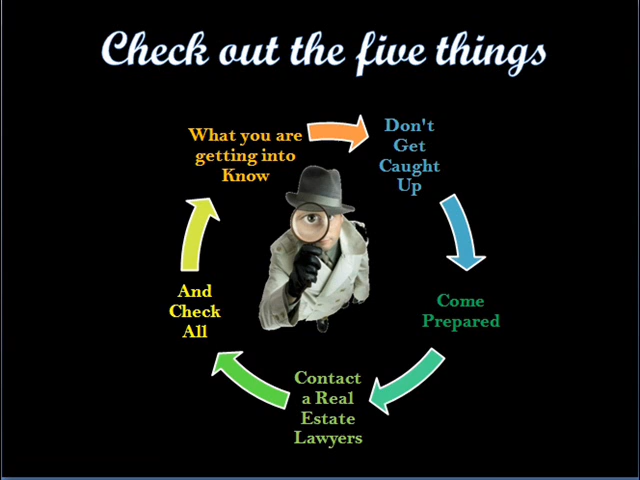 Check out the five things
What you are
getting into
Know
Don't
Get
Caught
Up
Come
Prepared
Contact
a Real
Estate
Lawyers
And
Check
All